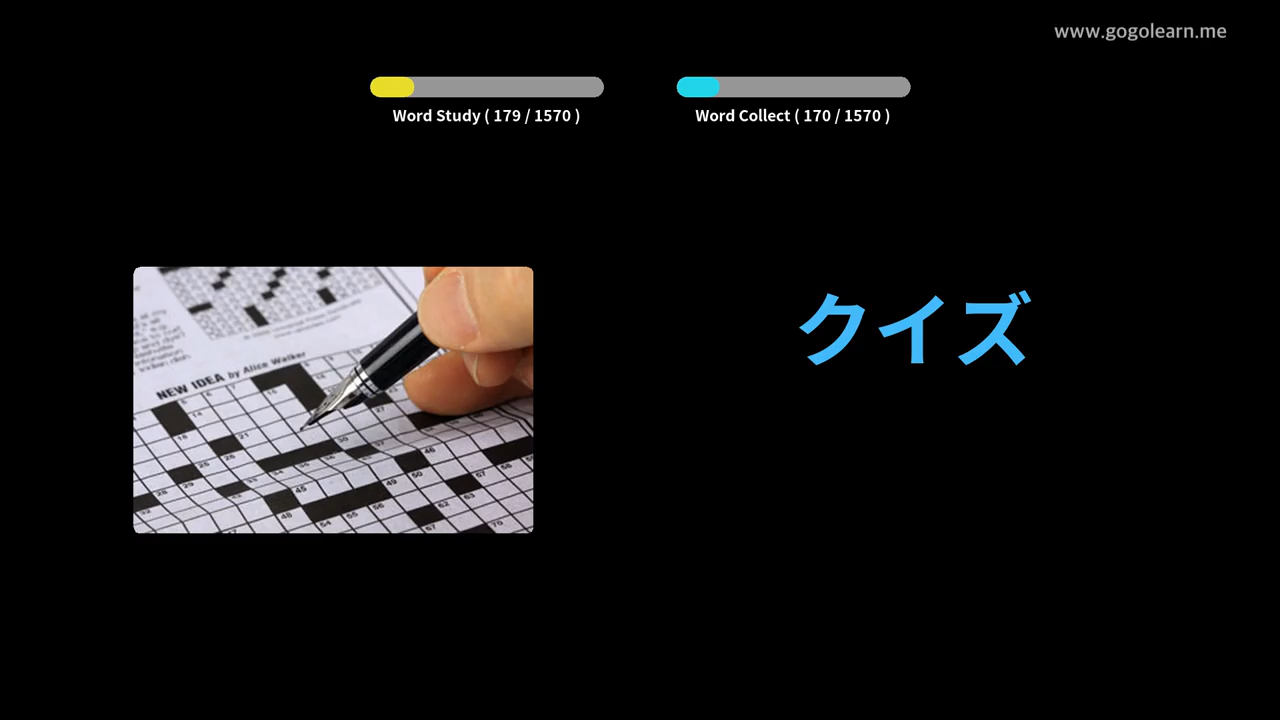 www.gogolearn.me
Word Study ( 179 / 1570 )
Word Collect ( 170 / 1570 )
クイズ
NEW IDEA by Alice Walker